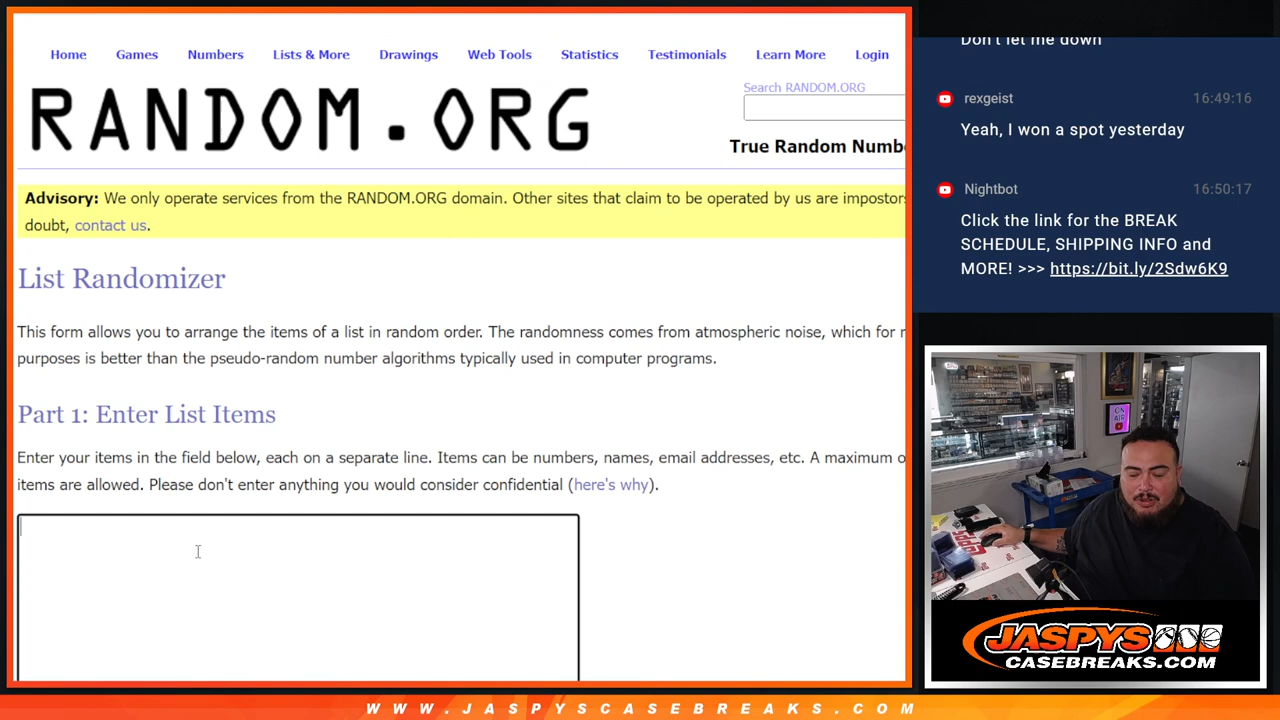 Home Games Numbers Lists & More Drawings Web Tools Statistics Testimonials Learn More Login
RANDOM.ORG
Search RANDOM.ORG
True Random Numb
Advisory: We only operate services from the RANDOM.ORG domain. Other sites that claim to be operated by us are impostors
doubt, contact us.
List Randomizer
This form allows you to arrange the items of a list in random order. The randomness comes from atmospheric noise, which for
purposes is better than the pseudo-random number algorithms typically used in computer programs.
Part 1: Enter List Items
Enter your items in the field below, each on a separate line. Items can be numbers, names, email addresses, etc. A maximum
items are allowed. Please don't enter anything you would consider confidential (here's why).
Don't let me down
rexgeist 16:49:16
Yeah, I won a spot yesterday
Nightbot 16:50:17
Click the link for the BREAK
SCHEDULE, SHIPPING INFO and
MORE! >>> https://bit.ly/2Sdw6K9
ON
AIR
JASPYS
CASEBREAKS.COM
WWW.JASPYSCASEBREAKS.COM